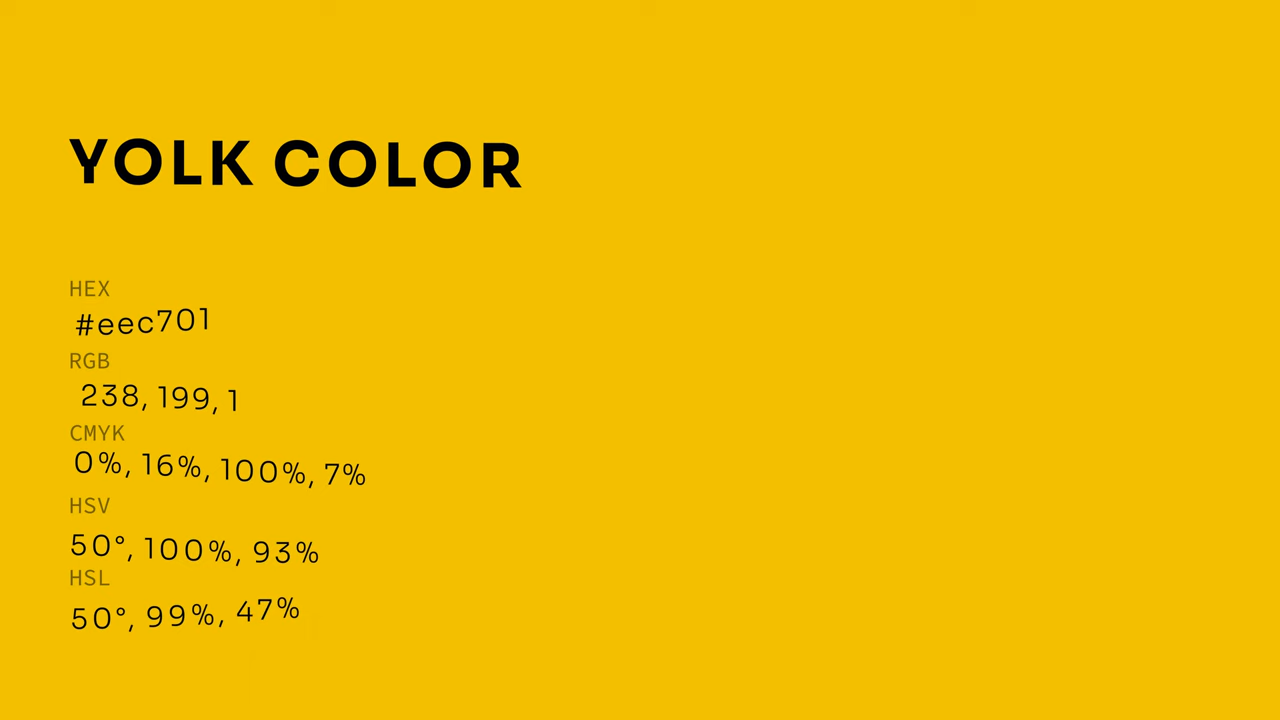 YOLK COLOR
HEX
#eec701
RGB
238, 199, 1
CMYK
0%, 16%, 100%, 7%
HSV
50°, 100%, 93%
HSL
50°, 99%, 47%